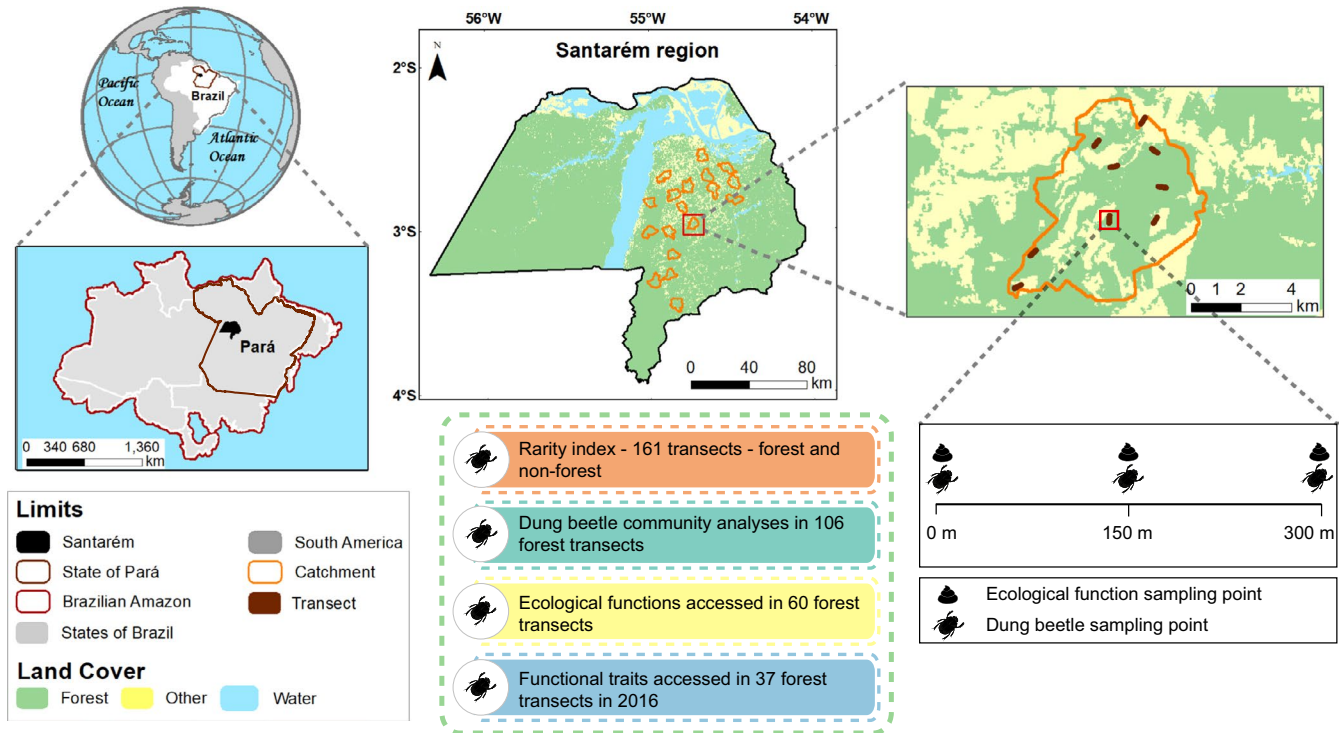 Pacific
Ocean
Brazil
Atlantic
Ocean
56°W
55°W
54°W
N
Santarém region
2°S
3°S
4°S
0 40 80
km
0 1 2 4
km
Pará
0 340 680 1,360
km
Limits
Santarém
State of Pará
Brazilian Amazon
States of Brazil
South America
Catchment
Transect
Land Cover
Forest
Other
Water
Rarity index - 161 transects - forest and
non-forest
Dung beetle community analyses in 106
forest transects
Ecological functions accessed in 60 forest
transects
Functional traits accessed in 37 forest
transects in 2016
0 m
150 m
300 m
Ecological function sampling point
Dung beetle sampling point